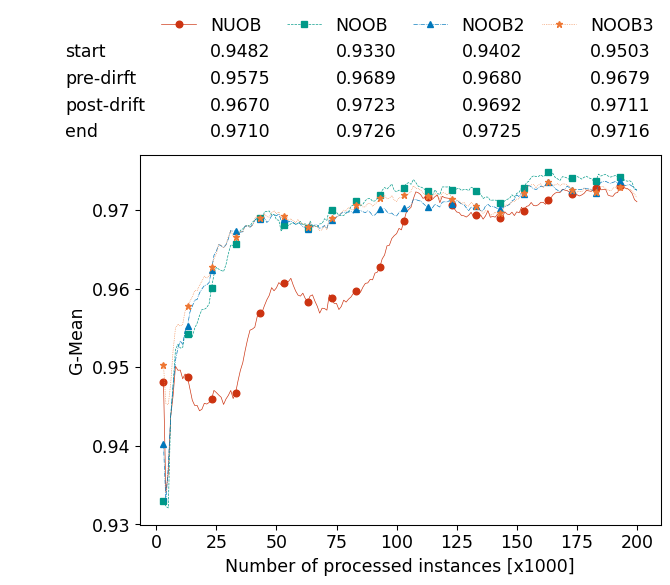 NUOB NOOB NOOB2 NOOB3
start 0.9482 0.9330 0.9402 0.9503
pre-dirft 0.9575 0.9689 0.9680 0.9679
post-drift 0.9670 0.9723 0.9692 0.9711
end 0.9710 0.9726 0.9725 0.9716
0.97
0.96
0.95
0.94
0.93
G-Mean
0 25 50 75 100 125 150 175 200
Number of processed instances [x1000]